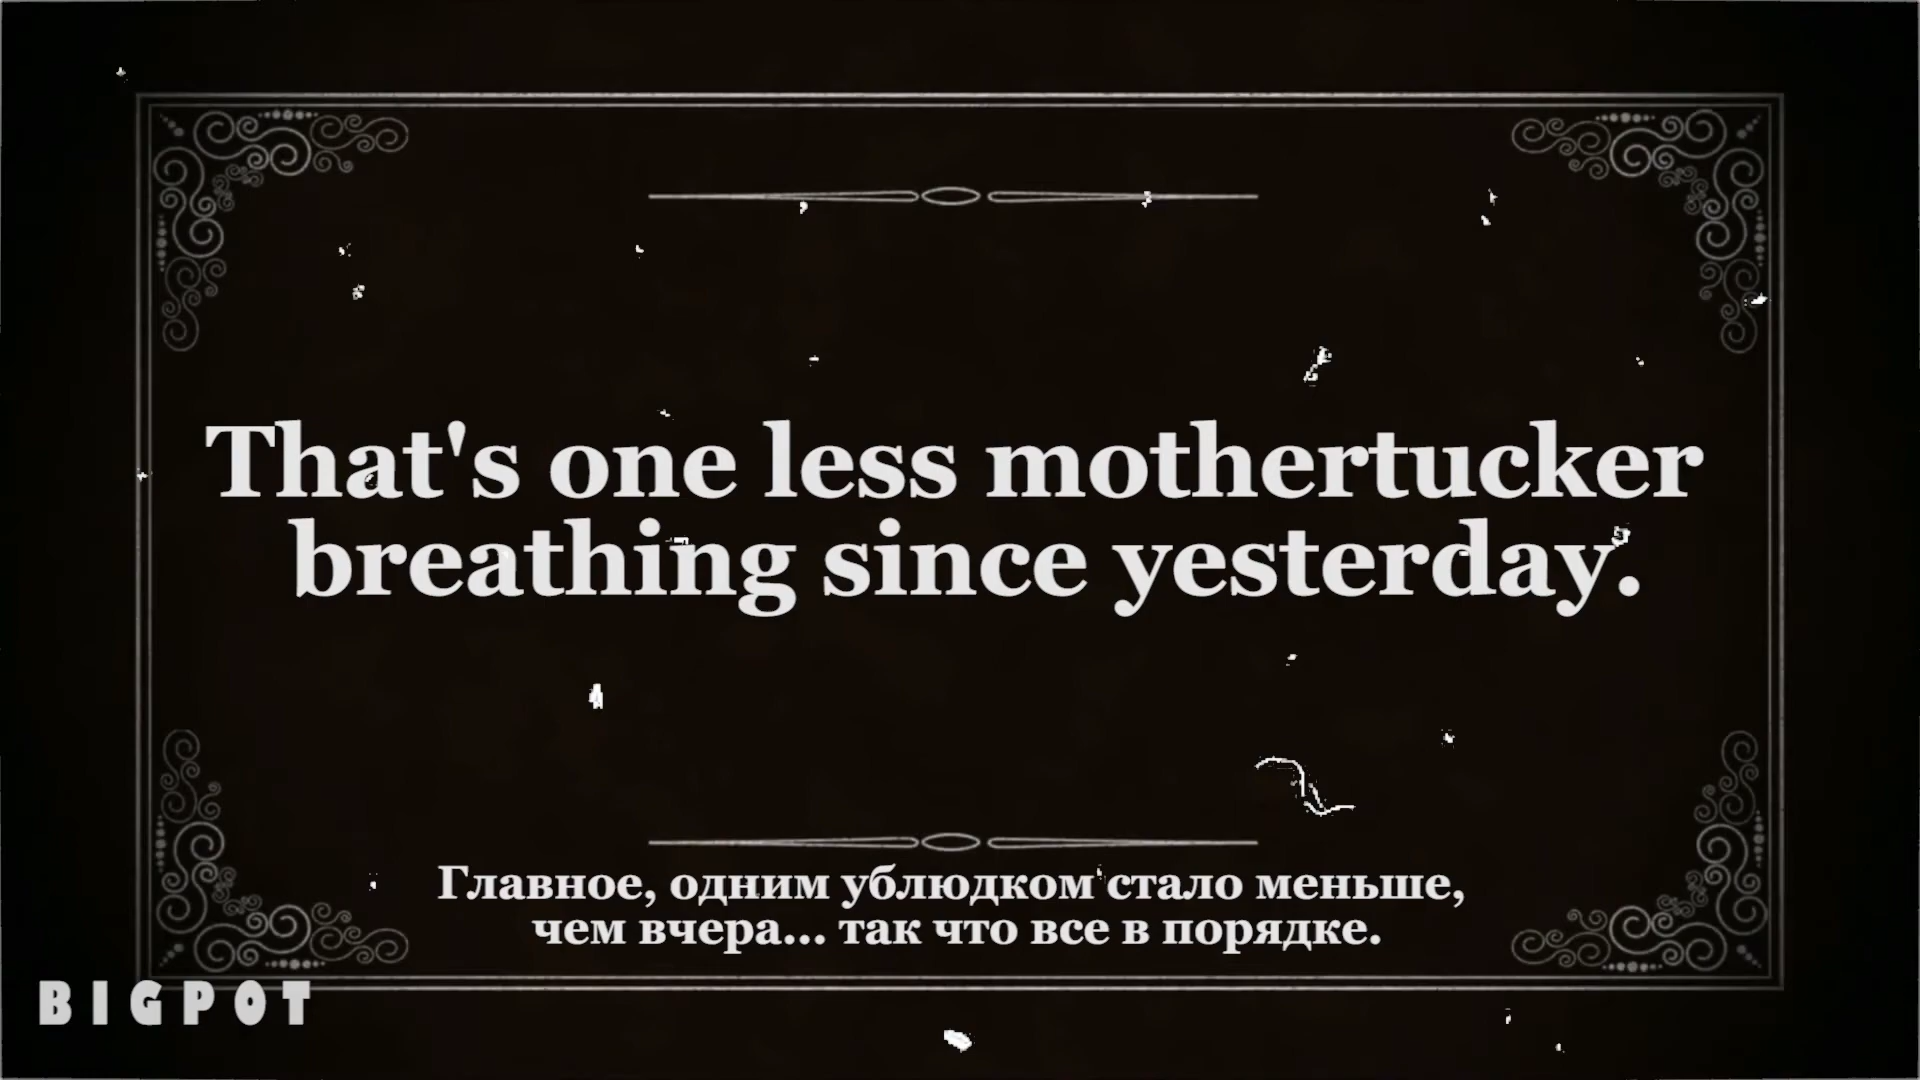 That's one less mothertucker
breathing since yesterday.
Главное, одним ублюдком стало меньше,
чем вчера... так что все в порядке.
BIGPOT